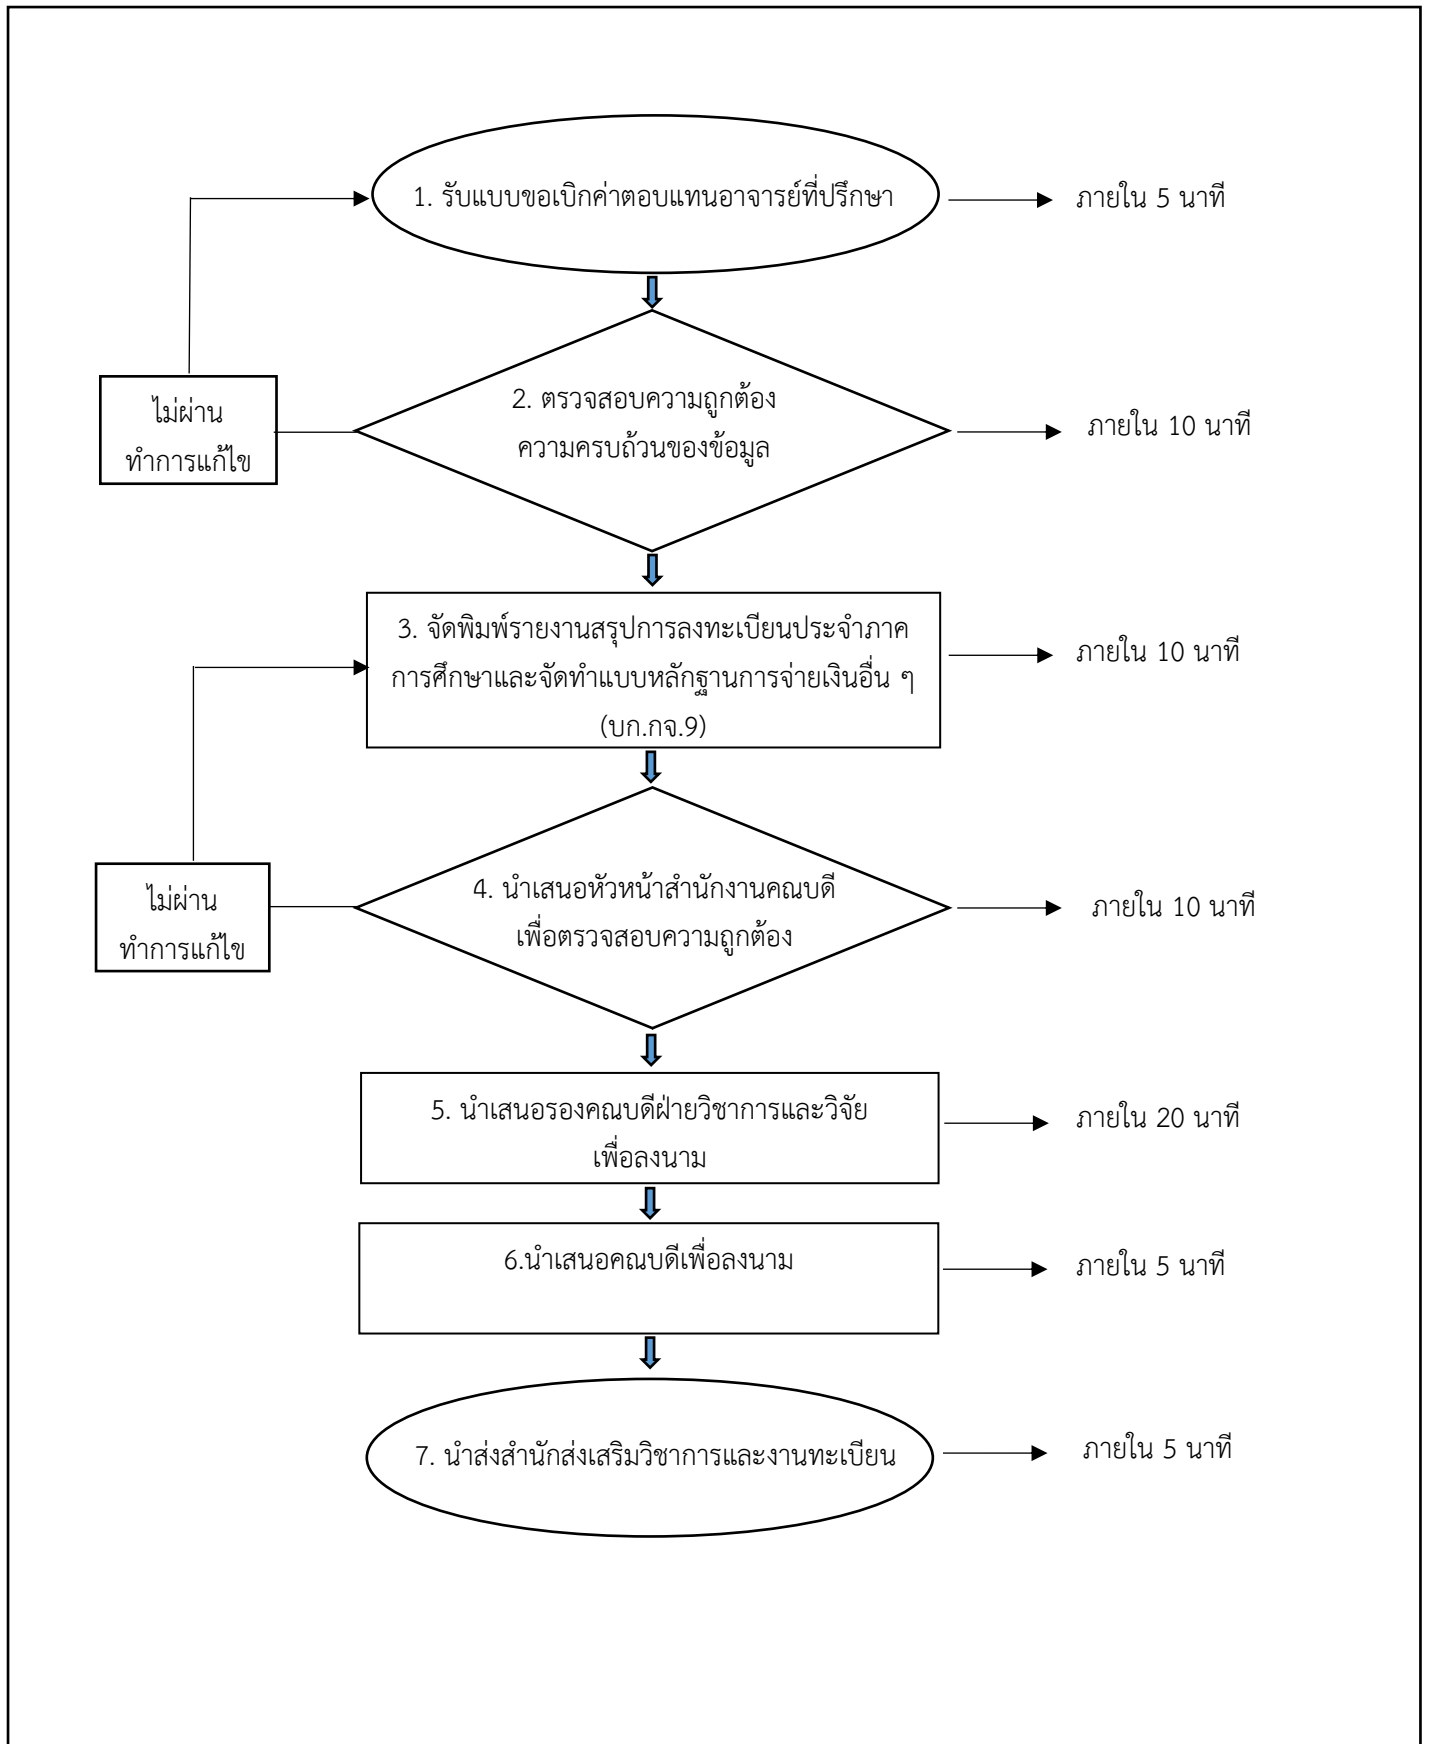 1. รับแบบขอเบิกค่าตอบแทนอาจารย์ที่ปรึกษา
ภายใน 5 นาที
2. ตรวจสอบความถูกต้อง
ความครบถ้วนของข้อมูล
ภายใน 10 นาที
ไม่ผ่าน
ทำการแก้ไข
3. จัดพิมพ์รายงานสรุปการลงทะเบียนประจำภาค
การศึกษาและจัดทำแบบหลักฐานการจ่ายเงินอื่น ๆ
(บก.กจ.9)
ภายใน 10 นาที
4. นำเสนอหัวหน้าสำนักงานคณบดี
เพื่อตรวจสอบความถูกต้อง
ภายใน 10 นาที
ไม่ผ่าน
ทำการแก้ไข
5. นำเสนอรองคณบดีฝ่ายวิชาการและวิจัย
เพื่อลงนาม
ภายใน 20 นาที
6.นำเสนอคณบดีเพื่อลงนาม
ภายใน 5 นาที
7. นำส่งสำนักส่งเสริมวิชาการและงานทะเบียน
ภายใน 5 นาที